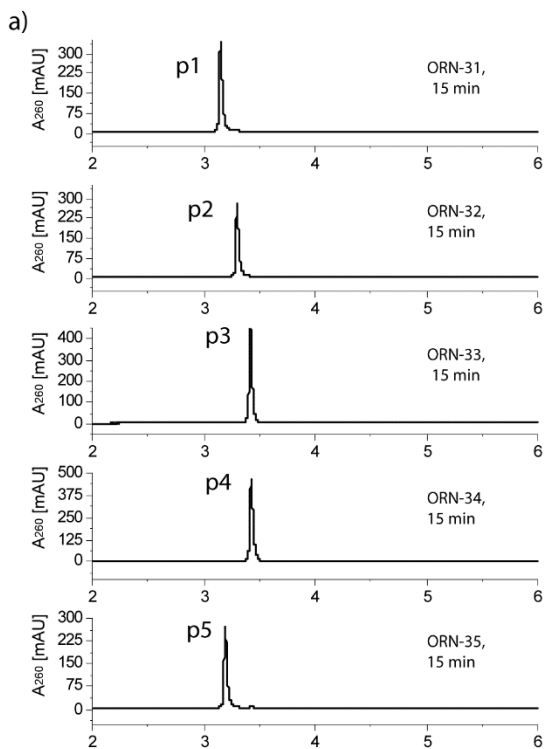 a)
p1
ORN-31,
15 min
A260 [mAU]
300
225
150
75
0
2 3 4 5 6
p2
ORN-32,
15 min
A260 [mAU]
300
225
150
75
0
2 3 4 5 6
p3
ORN-33,
15 min
A260 [mAU]
400
300
200
100
0
2 3 4 5 6
p4
ORN-34,
15 min
A260 [mAU]
500
375
250
125
0
2 3 4 5 6
p5
ORN-35,
15 min
A260 [mAU]
300
225
150
75
0
2 3 4 5 6